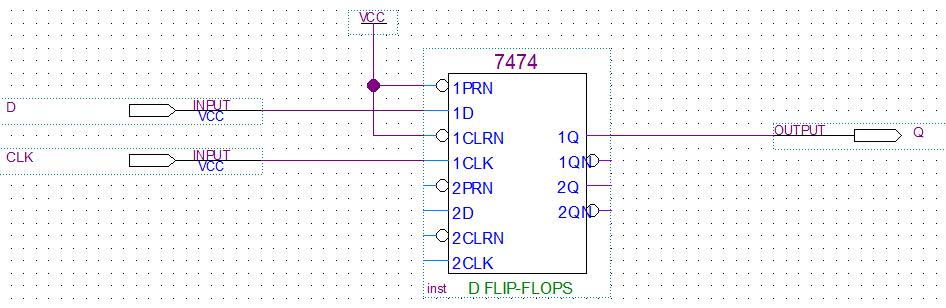 VCC
7474
1PRN
D INPUT VCC 1D
1CLRN
1Q OUTPUT Q
CLK INPUT VCC 1CLK
1QN
2PRN
2Q
2D
2QN
2CLRN
2CLK
inst D FLIP-FLOPS